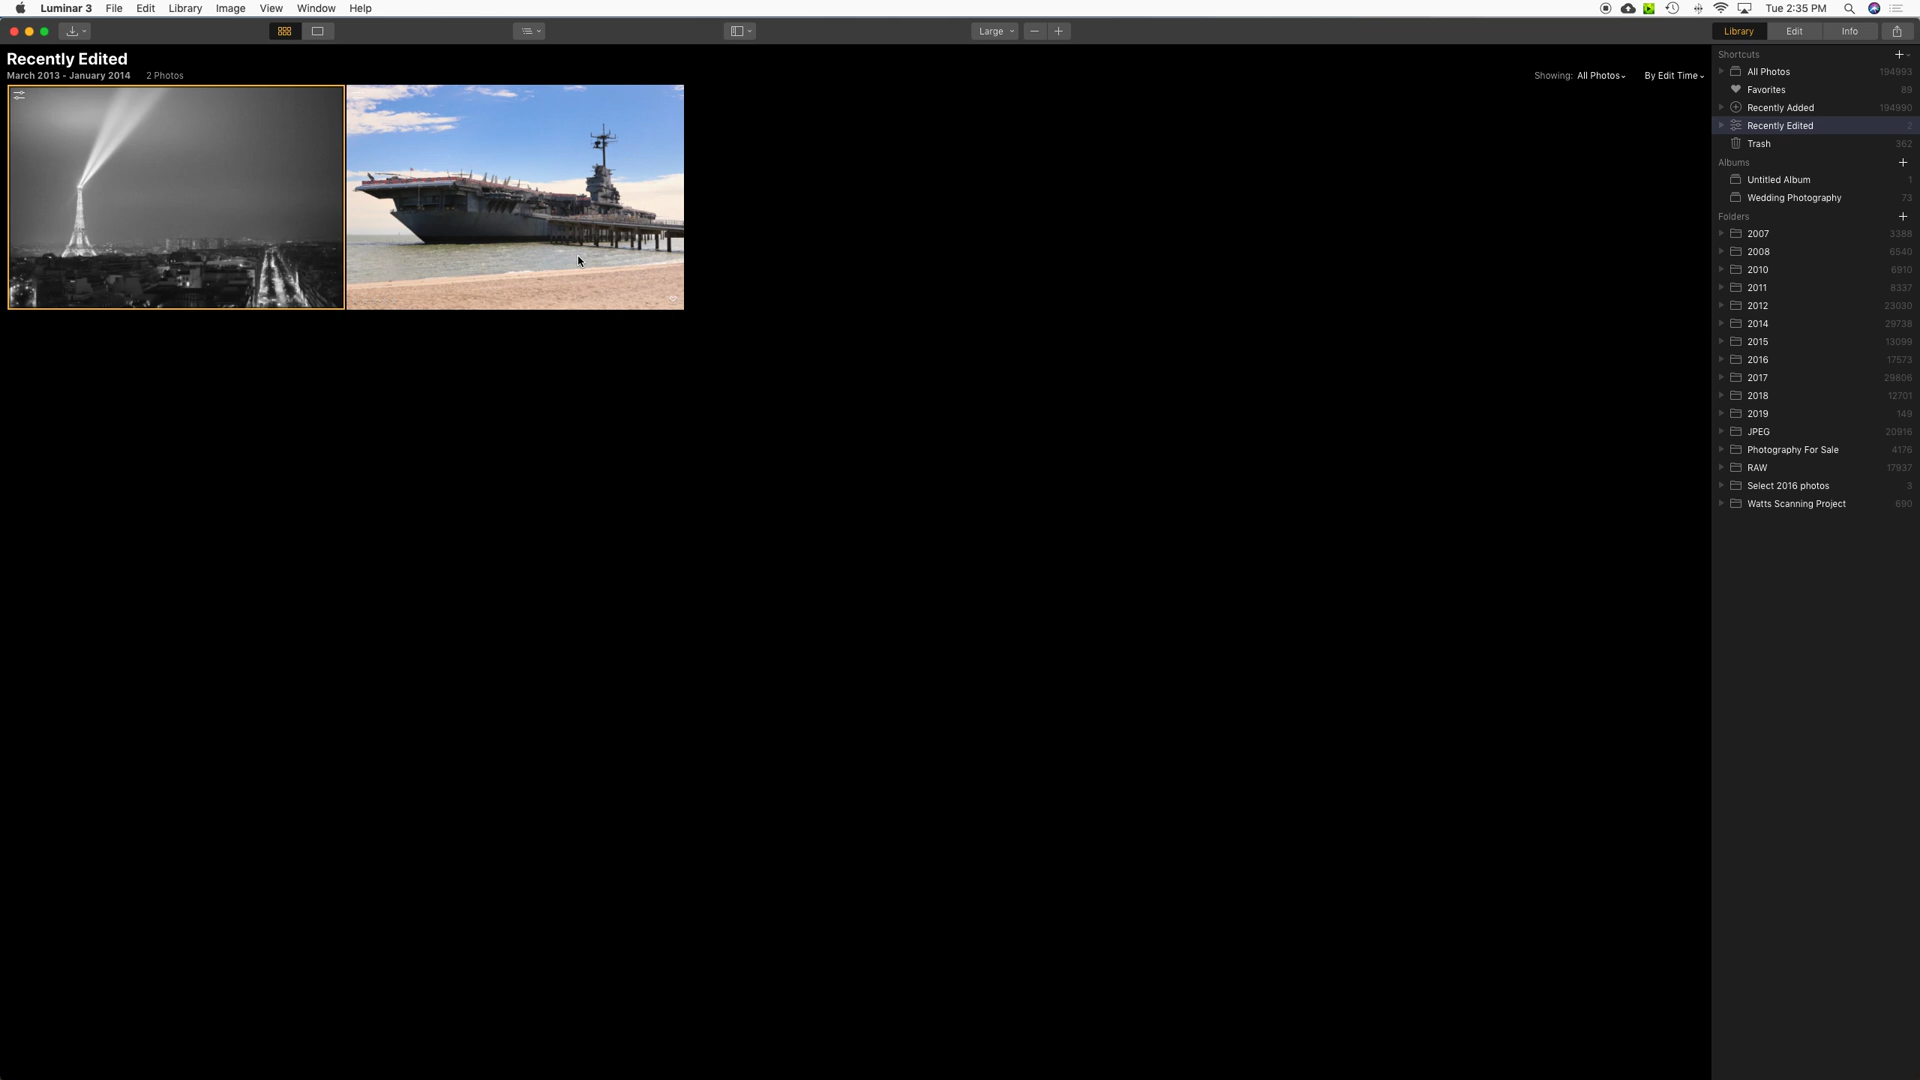 Luminar 3 File Edit Library Image View Window Help Tue 2:35 PM
Large Library Edit Info
Recently Edited
March 2013 - January 2014 2 Photos
Showing: All Photos By Edit Time
Shortcuts
All Photos 194993
Favorites 89
Recently Added 194990
Recently Edited 2
Trash 362
Albums
Untitled Album 1
Wedding Photography 73
Folders
2007 3388
2008 6540
2010 6910
2011 8337
2012 23030
2014 29738
2015 13099
2016 17573
2017 29806
2018 12701
2019 149
JPEG 20916
Photography For Sale 4176
RAW 17937
Select 2016 photos 3
Watts Scanning Project 690